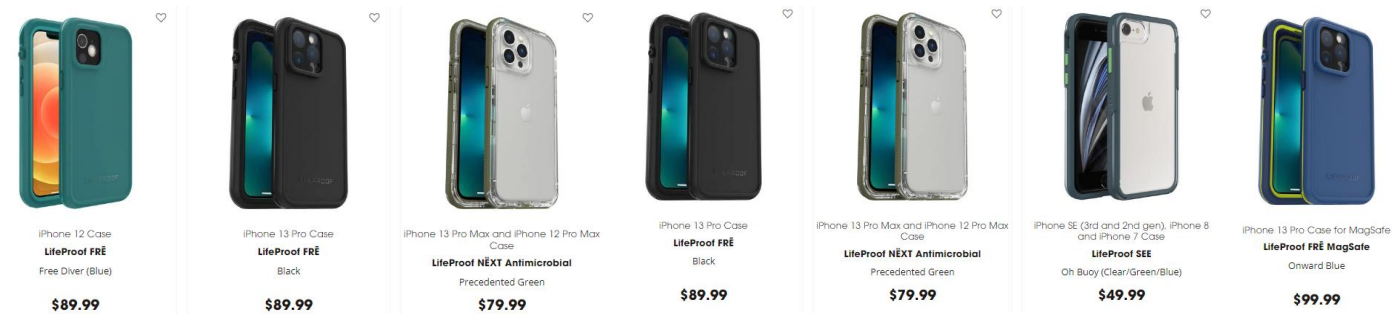 iPhone 12 Case
LifeProof FRĒ
Free Diver (Blue)
$89.99
iPhone 13 Pro Case
LifeProof FRĒ
Black
$89.99
iPhone 13 Pro Max and iPhone 12 Pro Max
Case
LifeProof NËXT Antimicrobial
Precedented Green
$79.99
iPhone 13 Pro Case
LifeProof FRĒ
Black
$89.99
iPhone 13 Pro Max and iPhone 12 Pro Max
Case
LifeProof NËXT Antimicrobial
Precedented Green
$79.99
iPhone SE (3rd and 2nd gen), iPhone 8
and iPhone 7 Case
LifeProof SEE
Oh Buoy (Clear/Green/Blue)
$49.99
iPhone 13 Pro Case for MagSafe
LifeProof FRĒ MagSafe
Onward Blue
$99.99